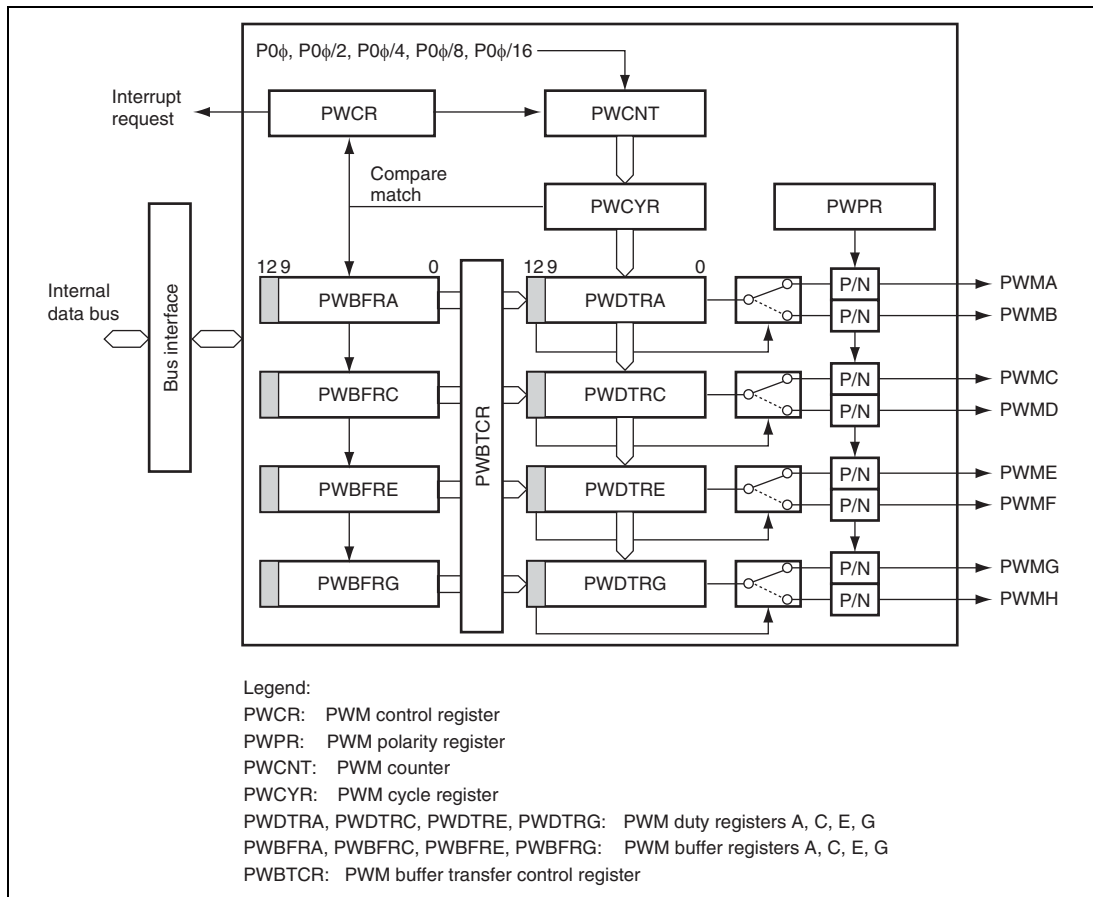 P0ϕ, P0ϕ/2, P0ϕ/4, P0ϕ/8, P0ϕ/16
Interrupt
request
PWCR
PWCNT
Compare
match
PWCYR
PWPR
Internal
data bus
Bus interface
12 9 0
PWBFRA
PWBTCR
12 9 0
PWDTRA
P/N
PWMA
P/N
PWMB
PWBFRC
PWDTRC
P/N
PWMC
P/N
PWMD
PWBFRE
PWDTRE
P/N
PWME
P/N
PWMF
PWBFRG
PWDTRG
P/N
PWMG
P/N
PWMH
Legend:
PWCR: PWM control register
PWPR: PWM polarity register
PWCNT: PWM counter
PWCYR: PWM cycle register
PWDTRA, PWDTRC, PWDTRE, PWDTRG: PWM duty registers A, C, E, G
PWBFRA, PWBFRC, PWBFRE, PWBFRG: PWM buffer registers A, C, E, G
PWBTCR: PWM buffer transfer control register